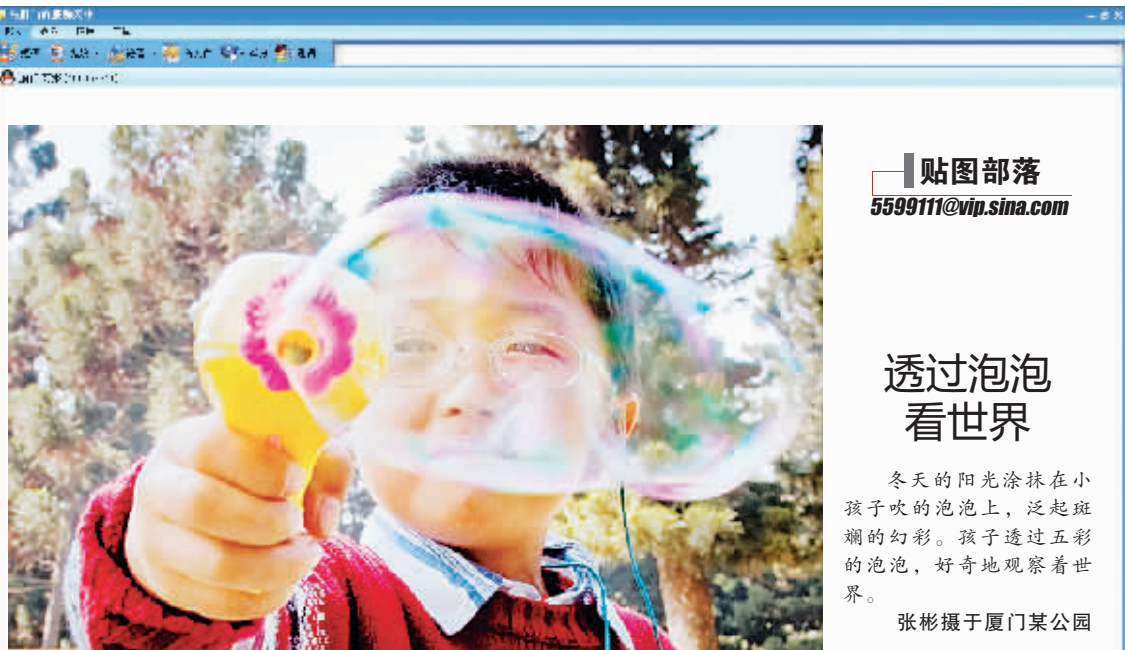 贴图部落
5599111@vip.sina.com
透过泡泡
看世界
冬天的阳光涂抹在小
孩子吹的泡泡上，泛起斑
斓的幻彩。孩子透过五彩
的泡泡，好奇地观察着世
界。
张彬摄于厦门某公园